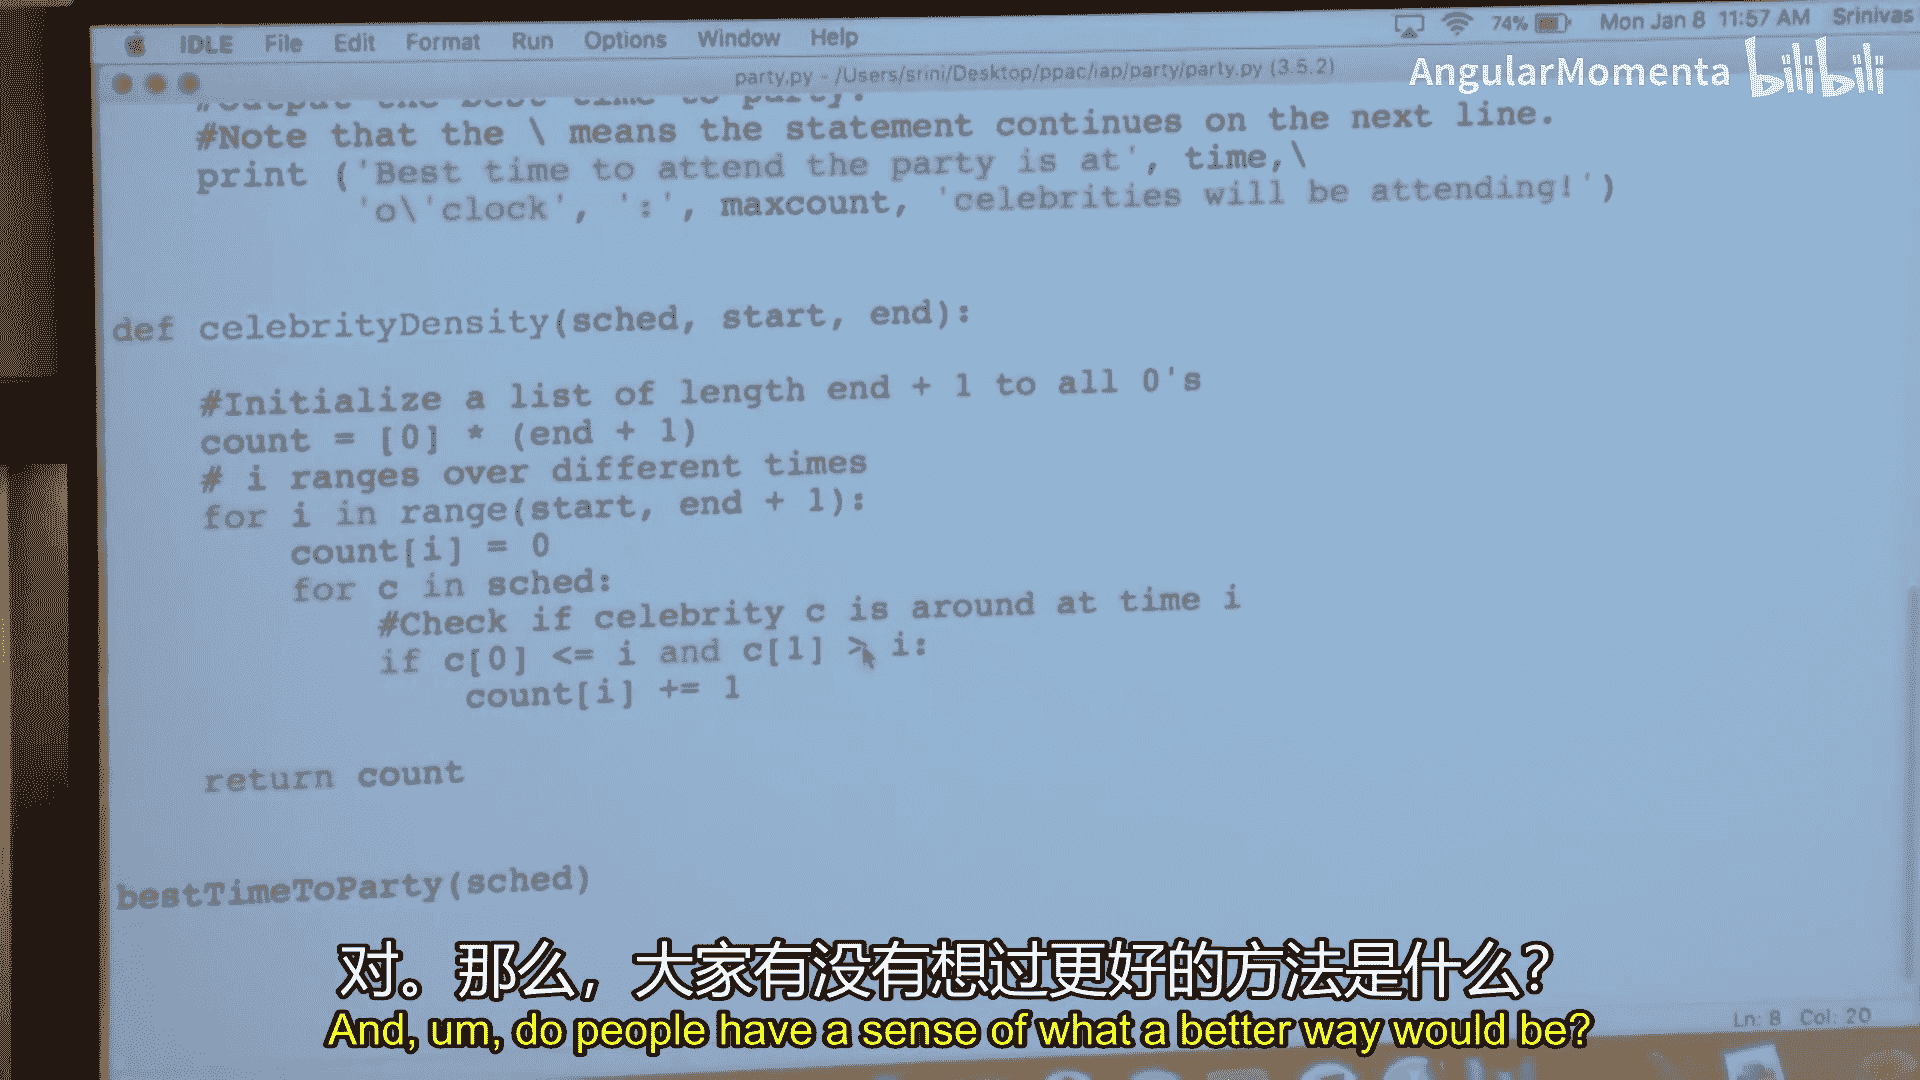 IDLE File Edit Format Run Options Window Help 74% Mon Jan 8 11:57 AM Srinivas
party.py - /Users/srini/Desktop/ppac/iap/party/party.py (3.5.2)
AngularMomenta bilibili
#Note that the \ means the statement continues on the next line.
print ('Best time to attend the party is at', time,\
'o\'clock', ':', maxcount, 'celebrities will be attending!')
def celebrityDensity(sched, start, end):
#Initialize a list of length end + 1 to all 0's
count = [0] * (end + 1)
# i ranges over different times
for i in range(start, end + 1):
count[i] = 0
for c in sched:
#Check if celebrity c is around at time i
if c[0] <= i and c[1] > i:
count[i] += 1
return count
bestTimeToParty(sched)
对。那么，大家有没有想过更好的方法是什么？
And, um, do people have a sense of what a better way would be?
Ln: 8 Col: 20